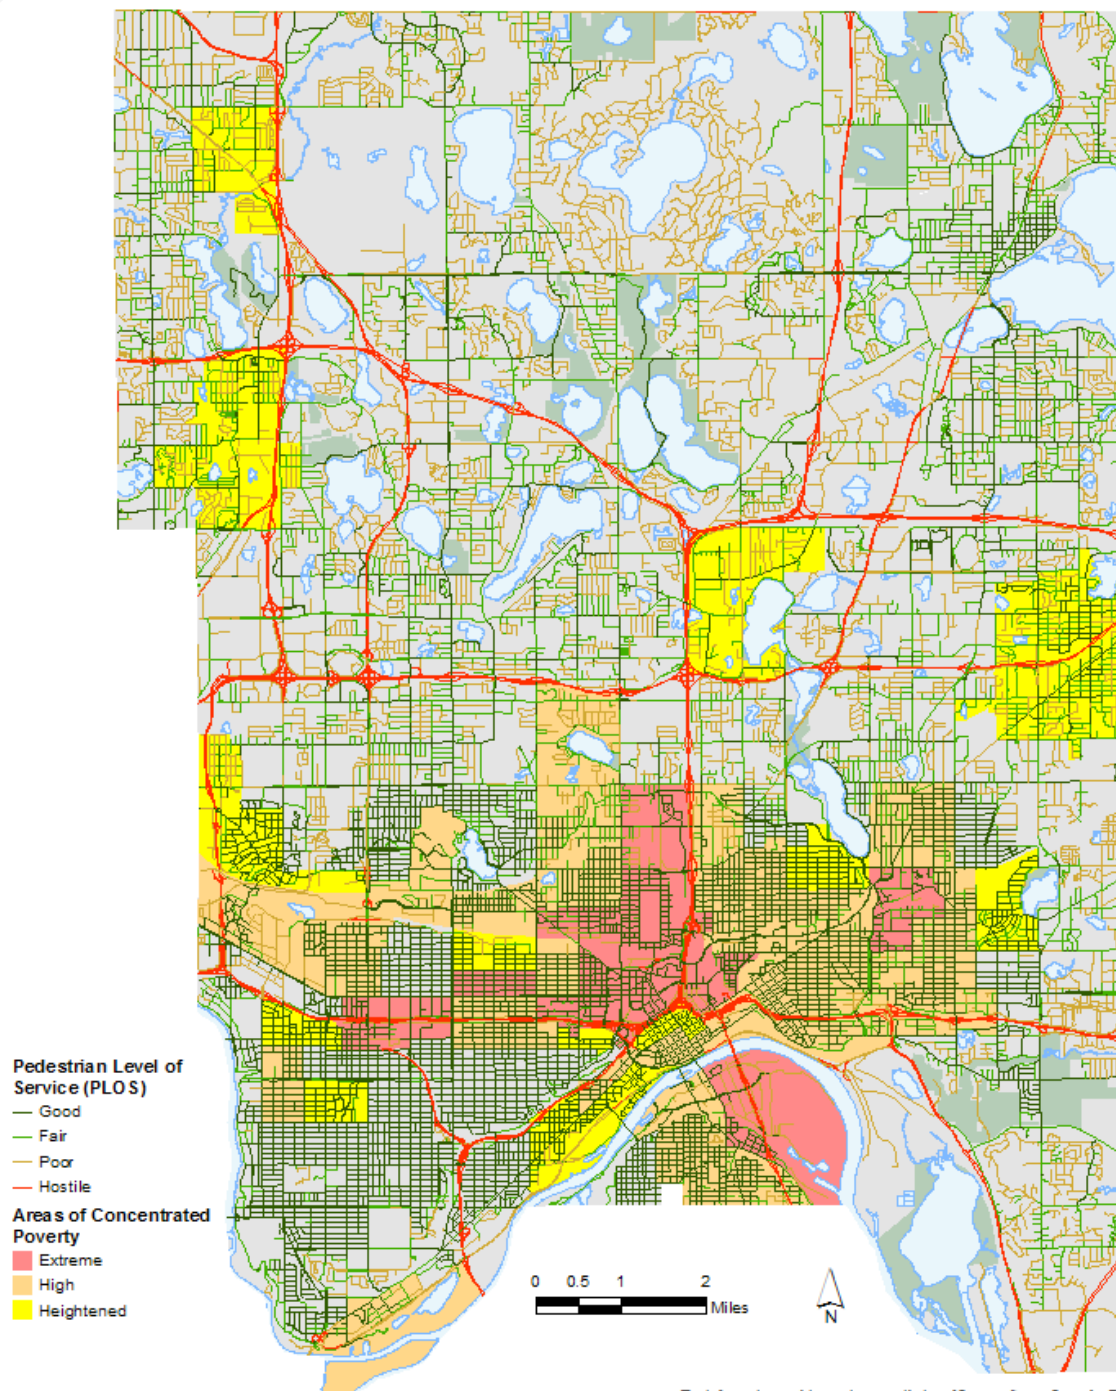 Pedestrian Level of
Service (PLOS)
Good
Fair
Poor
Hostile
Areas of Concentrated
Poverty
Extreme
High
Heightened
0 0.5 1 2
Miles
N